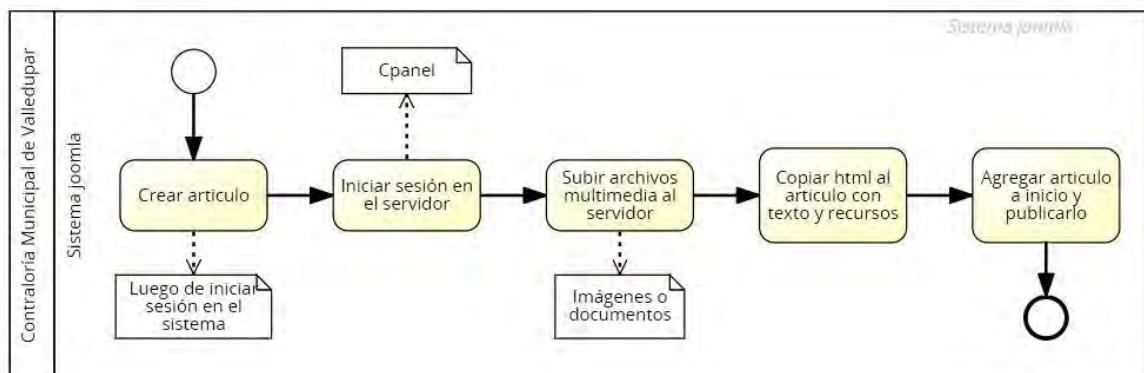 Contraloría Municipal de Valledupar
Sistema joomla
Sistema joomla
Cpanel
Crear articulo
Iniciar sesión en
el servidor
Subir archivos
multimedia al
servidor
Copiar html al
articulo con
texto y recursos
Agregar articulo
a inicio y
publicarlo
Luego de iniciar
sesión en el
sistema
Imágenes o
documentos